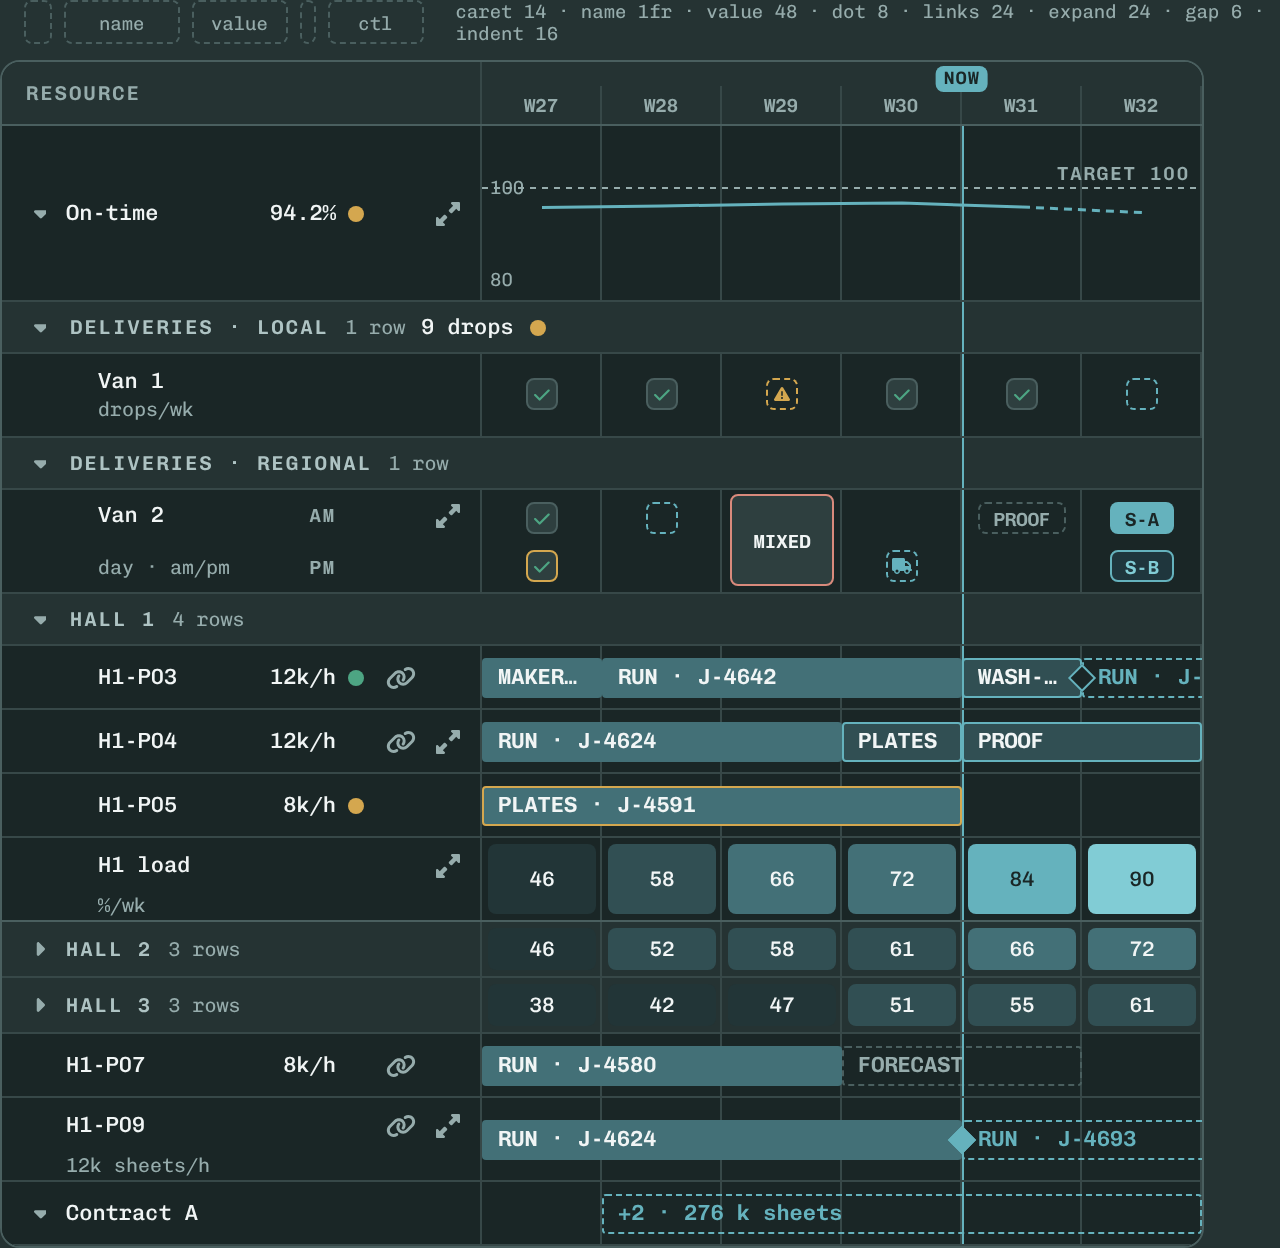 name value ctl caret 14 · name 1fr · value 48 · dot 8 · links 24 · expand 24 · gap 6 ·
indent 16
NOW
RESOURCE W27 W28 W29 W30 W31 W32
TARGET 100
100
On-time 94.2%
80
DELIVERIES · LOCAL 1 row 9 drops
Van 1
drops/wk
DELIVERIES · REGIONAL 1 row
Van 2 AM PROOF S-A
MIXED
day · am/pm PM S-B
HALL 1 4 rows
H1-P03 12k/h MAKER… RUN · J-4642 WASH-… RUN · J-
H1-P04 12k/h RUN · J-4624 PLATES PROOF
H1-P05 8k/h PLATES · J-4591
H1 load 46 58 66 72 84 90
%/wk
HALL 2 3 rows 46 52 58 61 66 72
HALL 3 3 rows 38 42 47 51 55 61
H1-P07 8k/h RUN · J-4580 FORECAST
H1-P09 RUN · J-4624 RUN · J-4693
12k sheets/h
Contract A +2 · 276 k sheets